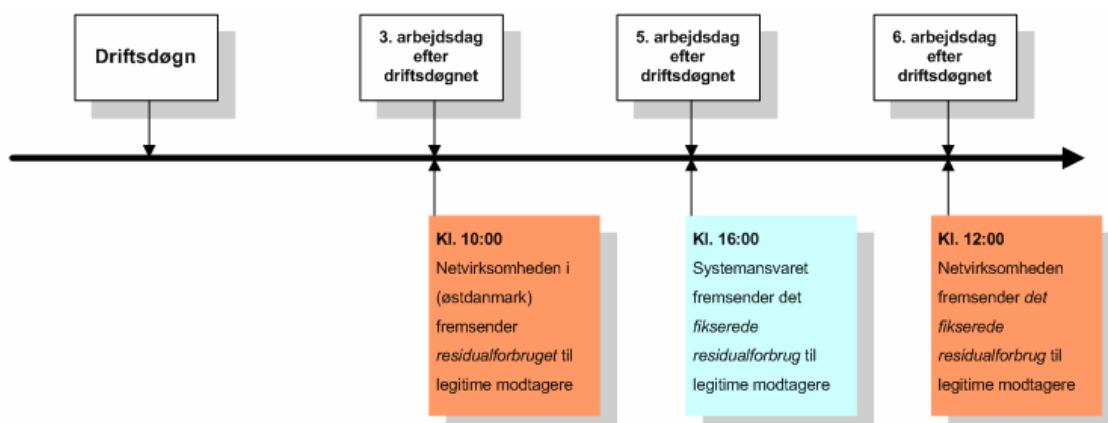 Driftsdøgn
3. arbejdsdag
efter
driftsdøgnet
5. arbejdsdag
efter
driftsdøgnet
6. arbejdsdag
efter
driftsdøgnet
Kl. 10:00
Netvirksomheden i
(østdanmark)
fremsender
residualforbruget til
legitime modtagere
Kl. 16:00
Systemansvaret
fremsender det
fikserede
residualforbrug til
legitime modtagere
Kl. 12:00
Netvirksomheden
fremsender det
fikserede
residualforbrug til
legitime modtagere